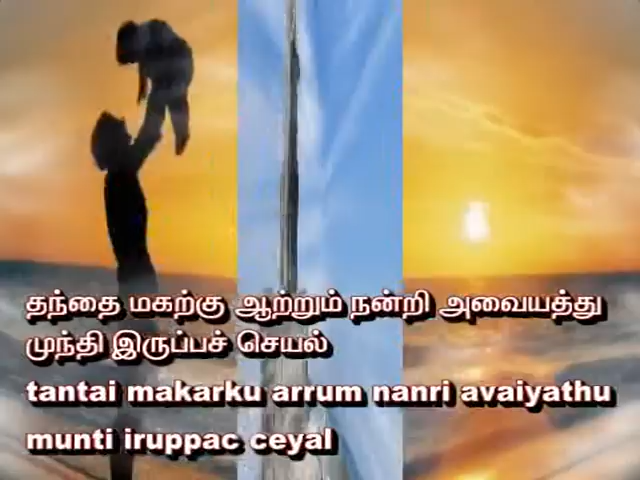 தந்தை மகற்கு ஆற்றும் நன்றி அவையத்து
முந்தி இருப்பச் செயல்
tantai makarku arrum nanri avaiyathu
munti iruppac ceyal